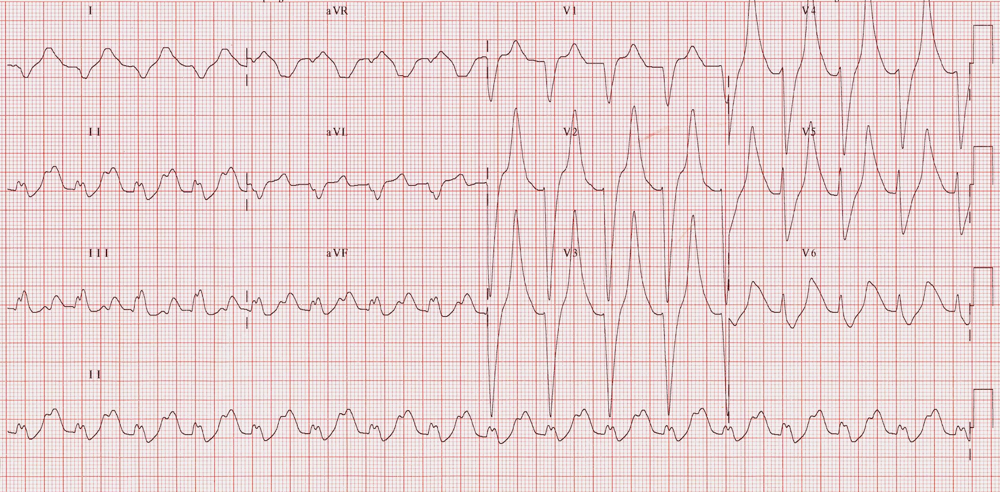 I aVR V1 V4
II aVL V2 V5
III aVF V3 V6
II